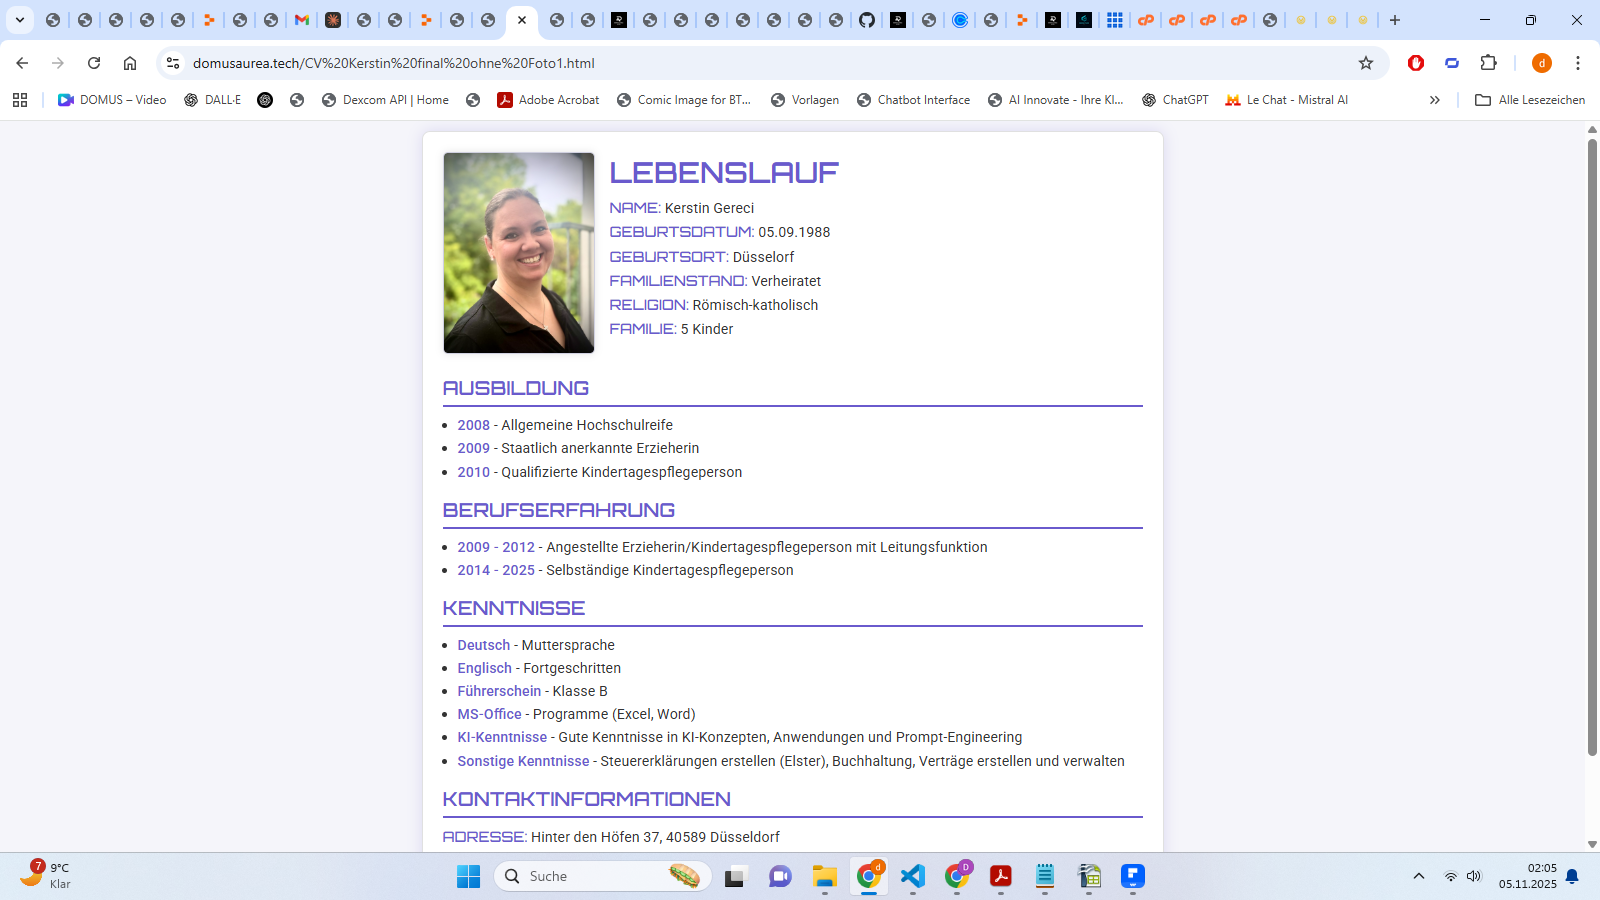 domusaurea.tech/CV%20Kerstin%20final%20ohne%20Foto1.html
d
DOMUS – Video
DALL·E
Dexcom API | Home
Adobe Acrobat
Comic Image for BT...
Vorlagen
Chatbot Interface
AI Innovate - Ihre KI...
ChatGPT
Le Chat - Mistral AI
Alle Lesezeichen
LEBENSLAUF
NAME: Kerstin Gereci
GEBURTSDATUM: 05.09.1988
GEBURTSORT: Düsselorf
FAMILIENSTAND: Verheiratet
RELIGION: Römisch-katholisch
FAMILIE: 5 Kinder
AUSBILDUNG
2008 - Allgemeine Hochschulreife
2009 - Staatlich anerkannte Erzieherin
2010 - Qualifizierte Kindertagespflegeperson
BERUFSERFAHRUNG
2009 - 2012 - Angestellte Erzieherin/Kindertagespflegeperson mit Leitungsfunktion
2014 - 2025 - Selbständige Kindertagespflegeperson
KENNTNISSE
Deutsch - Muttersprache
Englisch - Fortgeschritten
Führerschein - Klasse B
MS-Office - Programme (Excel, Word)
KI-Kenntnisse - Gute Kenntnisse in KI-Konzepten, Anwendungen und Prompt-Engineering
Sonstige Kenntnisse - Steuererklärungen erstellen (Elster), Buchhaltung, Verträge erstellen und verwalten
KONTAKTINFORMATIONEN
ADRESSE: Hinter den Höfen 37, 40589 Düsseldorf
7
9°C
Klar
Suche
d
D
02:05
05.11.2025